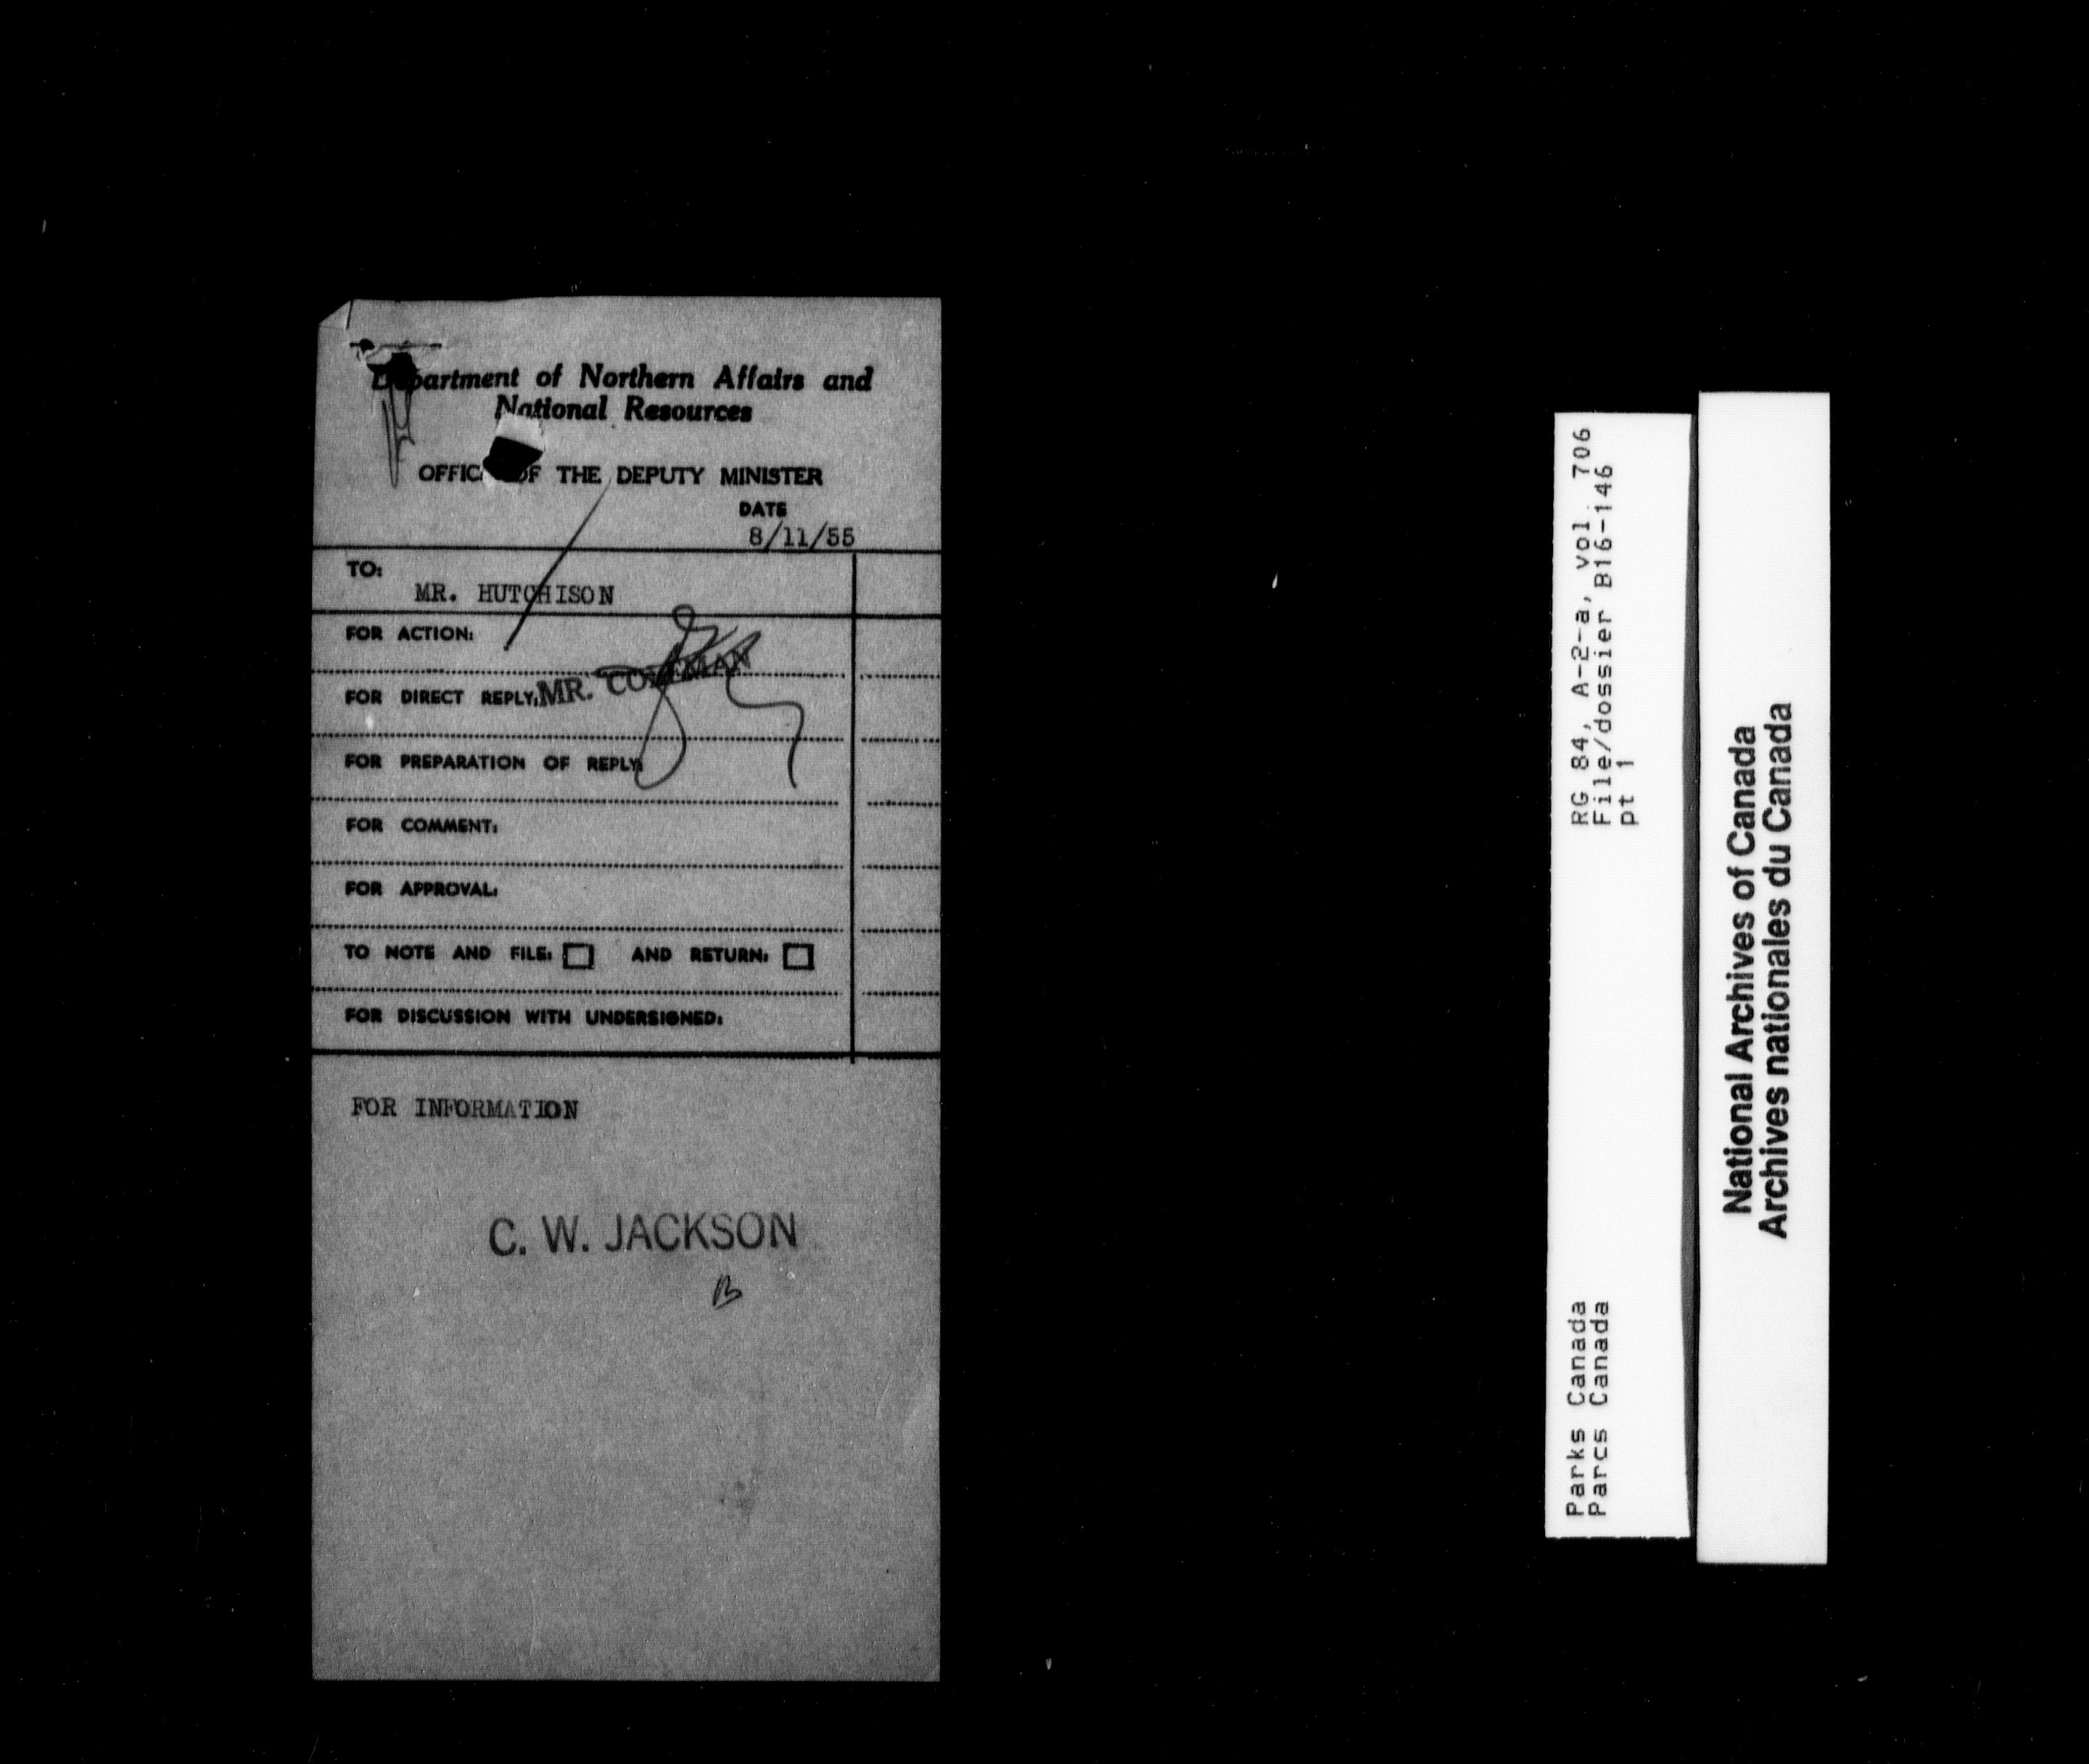 Department of Northern Affairs and
National Resources
OFFICE OF THE DEPUTY MINISTER
DATE
8/11/55
TO:
MR. HUTCHISON
FOR ACTION:
FOR DIRECT REPLY:
MR.
FOR PREPARATION OF REPLY:
FOR COMMENT:
FOR APPROVAL:
TO NOTE AND FILE: AND RETURN:
FOR DISCUSSION WITH UNDERSIGNED:
FOR INFORMATION
C. W. JACKSON
B
RG 84, A-2-a, vol. 706
File/dossier B16-146
pt 1
Parks Canada
Parcs Canada
National Archives of Canada
Archives nationales du Canada